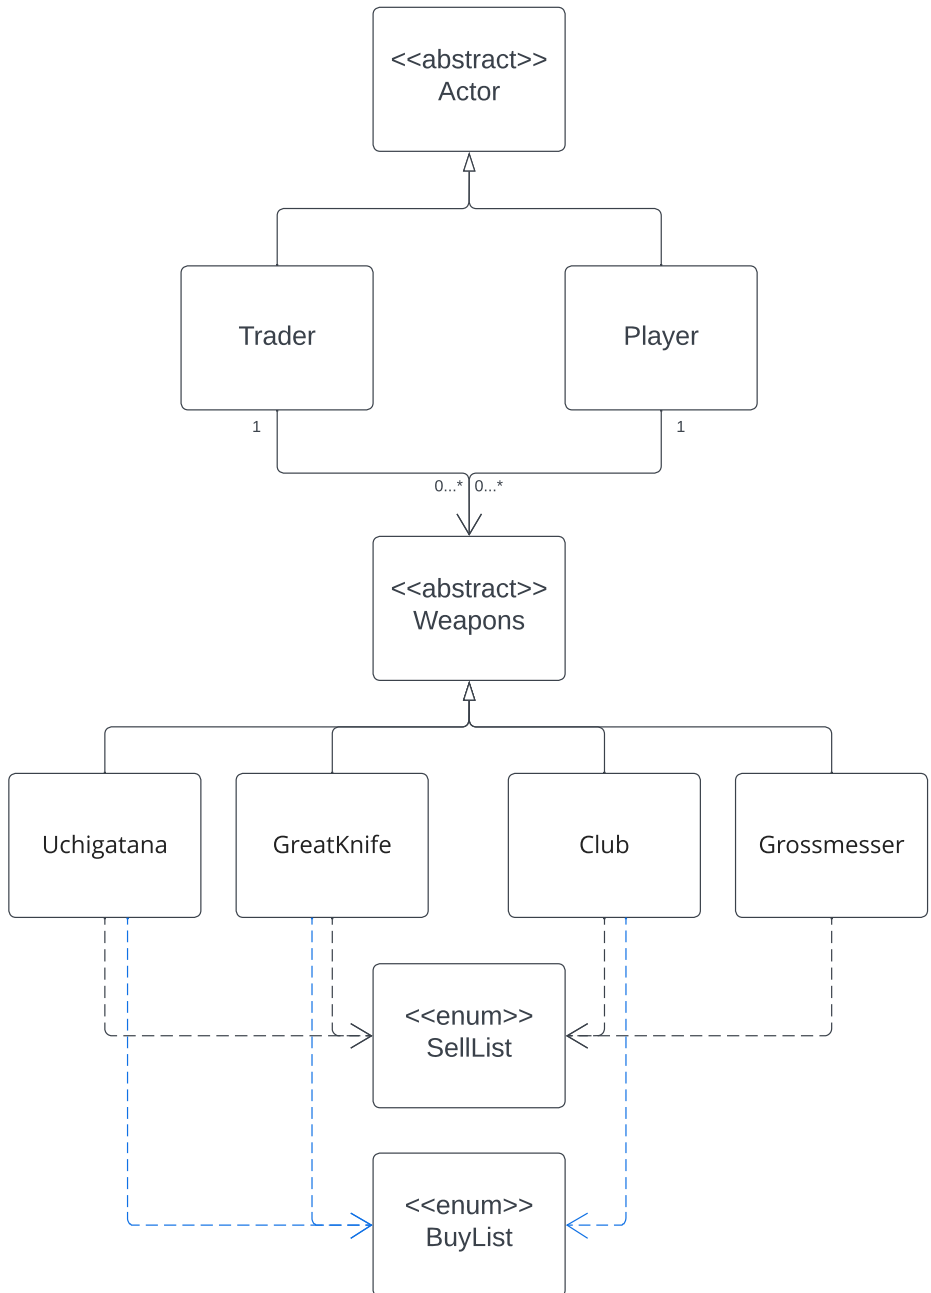 <<abstract>>
Actor
Trader
Player
1
1
0...*
0...*
<<abstract>>
Weapons
Uchigatana
GreatKnife
Club
Grossmesser
<<enum>>
SellList
<<enum>>
BuyList